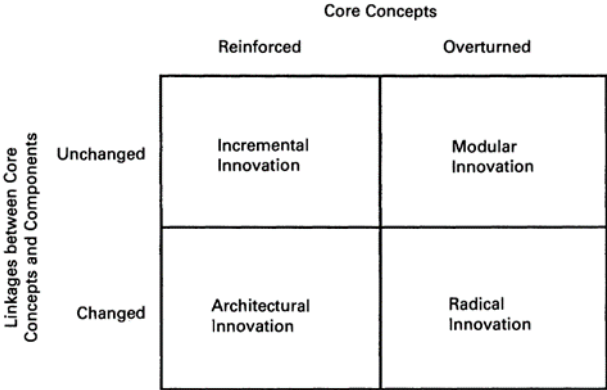 Core Concepts
Reinforced
Overturned
Linkages between Core
Concepts and Components
Unchanged
Incremental
Innovation
Modular
Innovation
Changed
Architectural
Innovation
Radical
Innovation